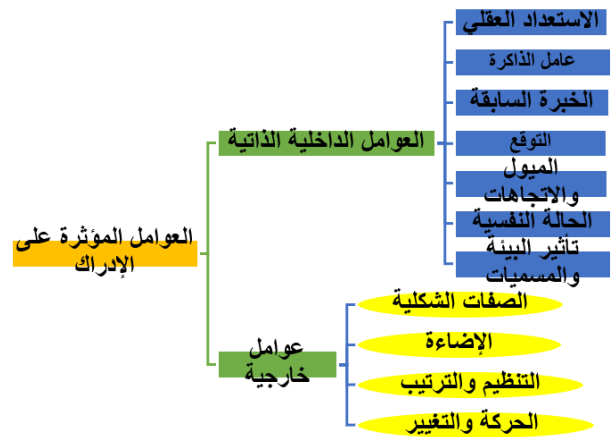 العوامل المؤثرة على
الإدراك
العوامل الداخلية الذاتية
الاستعداد العقلي
عامل الذاكرة
الخبرة السابقة
التوقع
الميول
والاتجاهات
الحالة النفسية
تأثير البيئة
والمسميات
عوامل
خارجية
الصفات الشكلية
الإضاءة
التنظيم والترتيب
الحركة والتغيير